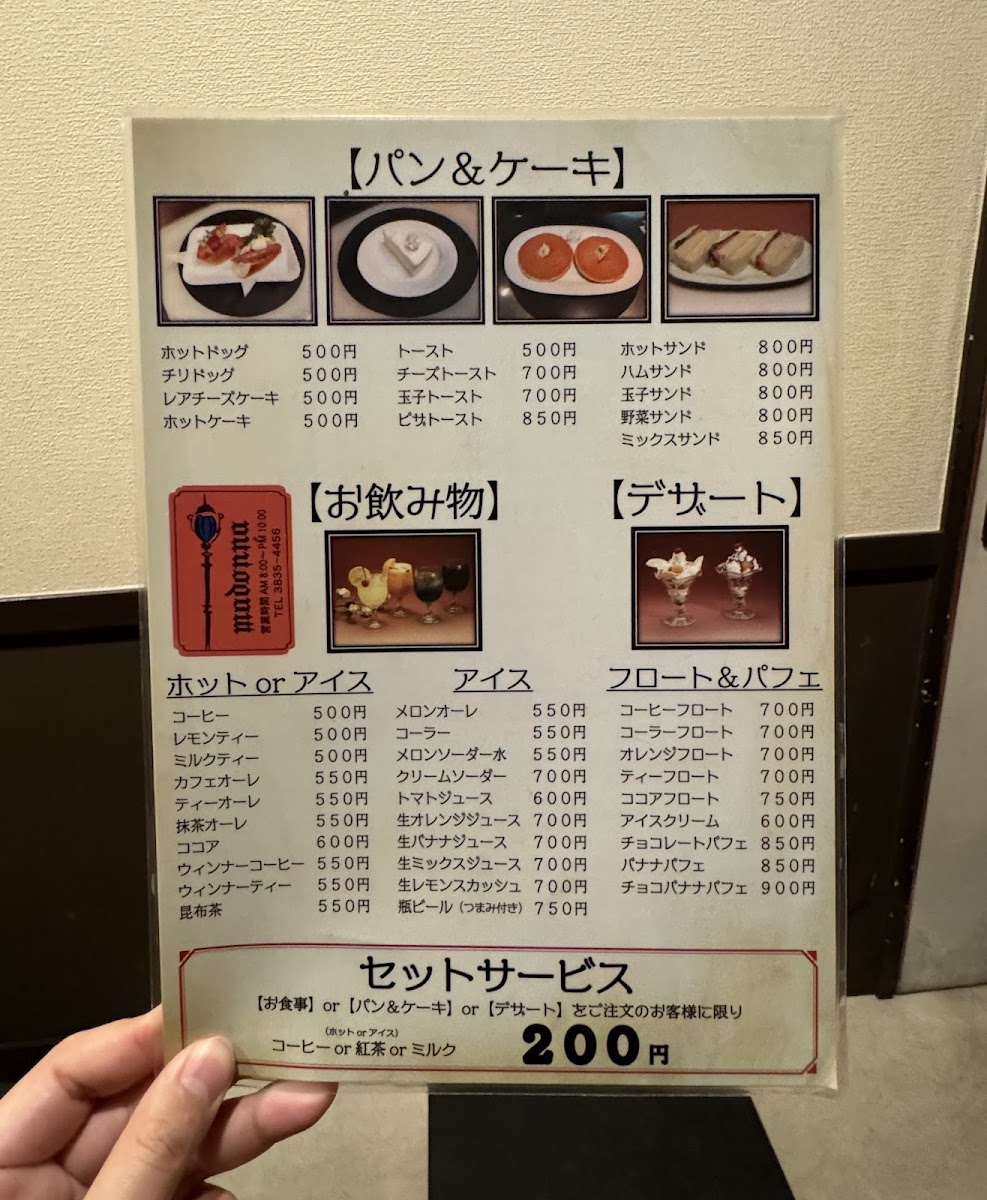 【パン＆ケーキ】
ホットドッグ 500円
チリドッグ 500円
レアチーズケーキ 500円
ホットケーキ 500円
トースト 500円
チーズトースト 700円
玉子トースト 700円
ピザトースト 850円
ホットサンド 800円
ハムサンド 800円
玉子サンド 800円
野菜サンド 800円
ミックスサンド 850円
madonna
営業時間 AM 8:00〜PM 10:00
TEL 3835-4456
【お飲み物】
ホット or アイス
コーヒー 500円
レモンティー 500円
ミルクティー 500円
カフェオーレ 550円
ティーオーレ 550円
抹茶オーレ 550円
ココア 600円
ウィンナーコーヒー 550円
ウィンナーティー 550円
昆布茶 550円
アイス
メロンオーレ 550円
コーラー 550円
メロンソーダー水 550円
クリームソーダー 700円
トマトジュース 600円
生オレンジジュース 700円
生バナナジュース 700円
生ミックスジュース 700円
生レモンスカッシュ 700円
瓶ビール（つまみ付き） 750円
【デザート】
フロート＆パフェ
コーヒーフロート 700円
コーラーフロート 700円
オレンジフロート 700円
ティーフロート 700円
ココアフロート 750円
アイスクリーム 600円
チョコレートパフェ 850円
バナナパフェ 850円
チョコバナナパフェ 900円
セットサービス
【お食事】or【パン＆ケーキ】or【デザート】をご注文のお客様に限り
（ホット or アイス）
コーヒー or 紅茶 or ミルク 200円